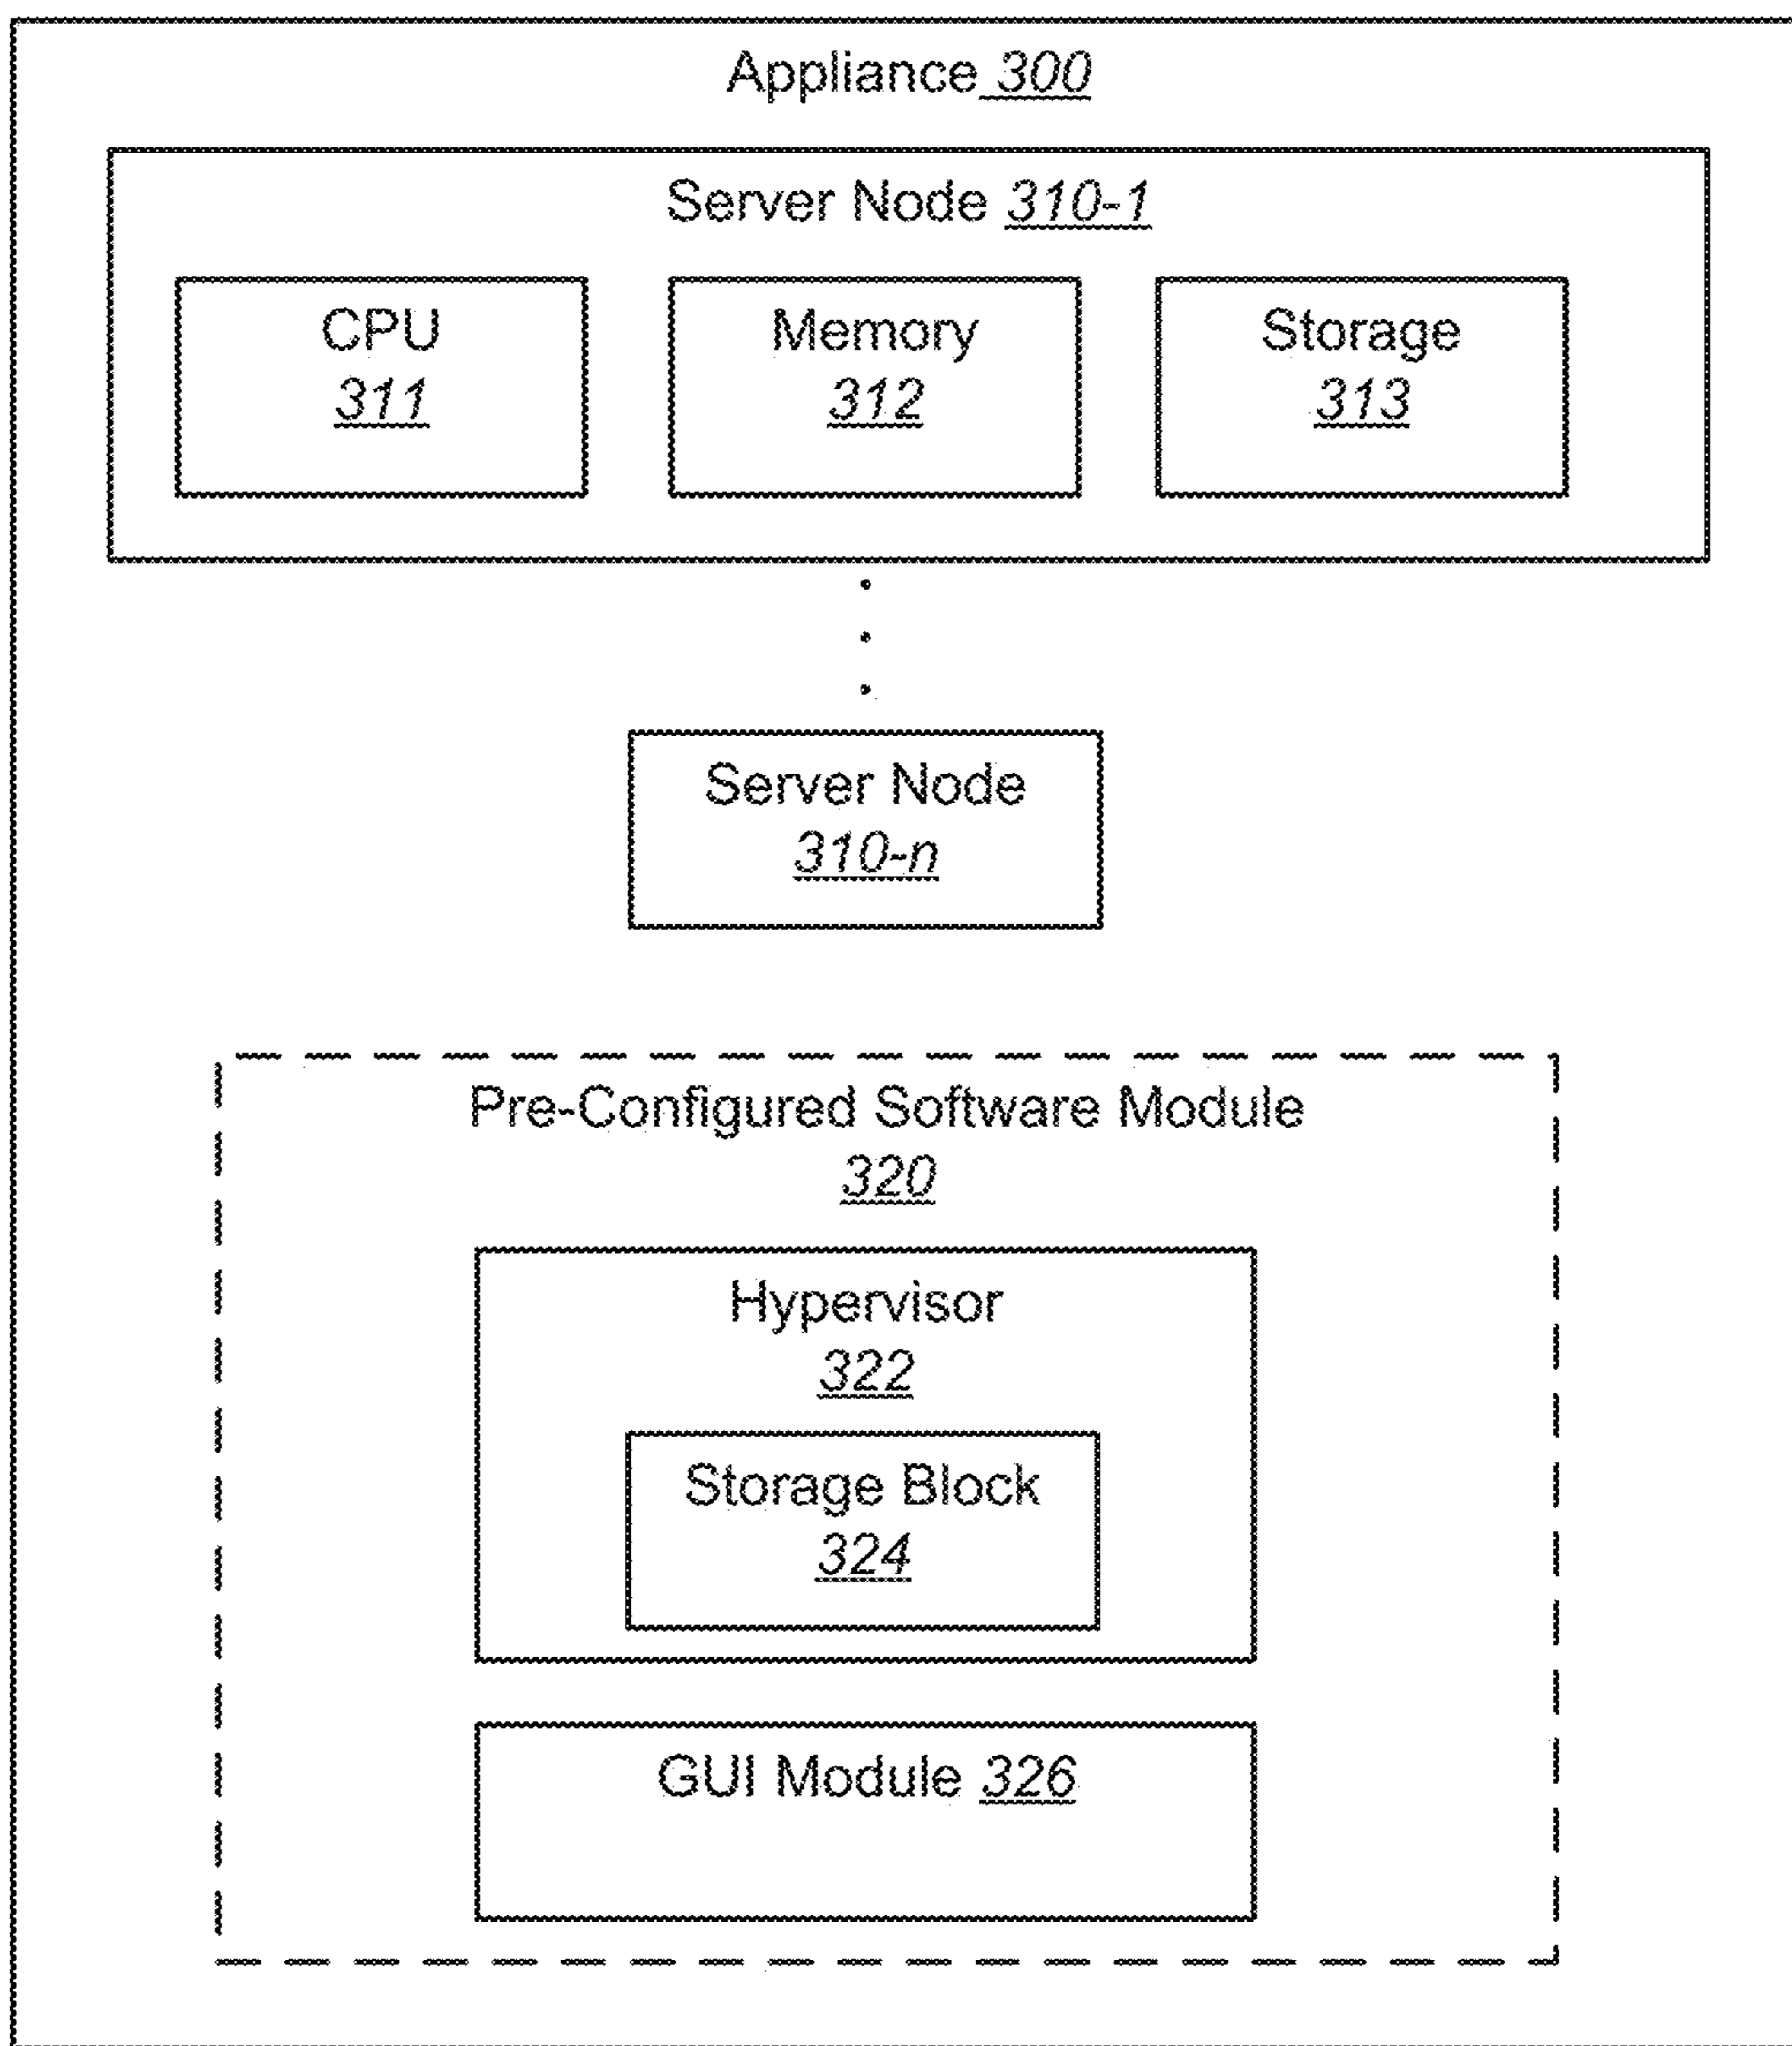 Appliance 300
Server Node 310-1
CPU
311
Memory
312
Storage
313
Server Node
310-n
Pre-Configured Software Module
320
Hypervisor
322
Storage Block
324
GUI Module 326